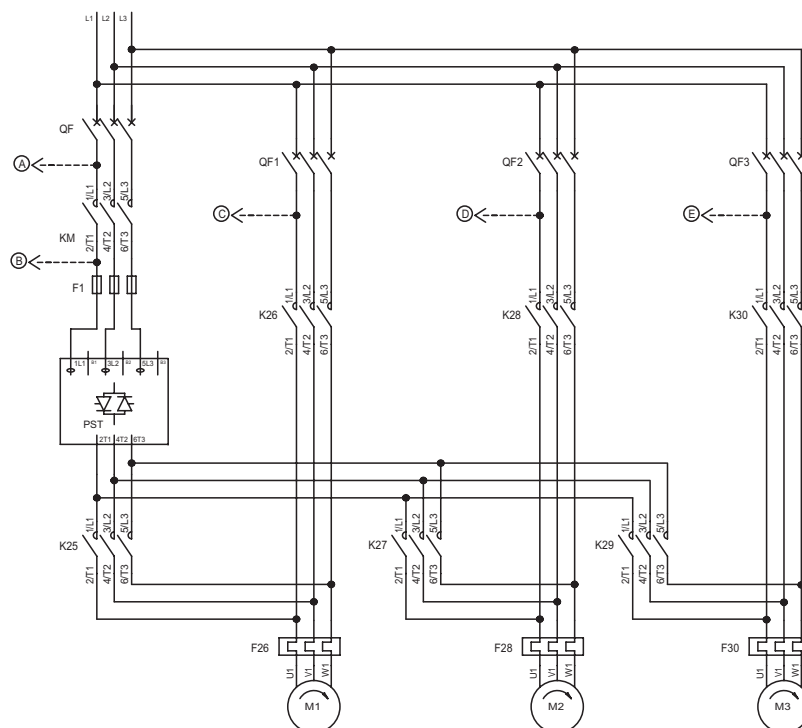 L1 L2 L3
QF
A
QF1
QF2
QF3
1/L1 3/L2 5/L3
C
D
E
KM
2/T1 4/T2 6/T3
B
F1
1/L1 3/L2 5/L3
1/L1 3/L2 5/L3
1/L1 3/L2 5/L3
K26
K28
K30
2/T1 4/T2 6/T3
2/T1 4/T2 6/T3
2/T1 4/T2 6/T3
1L1 B1 3L2 B2 5L3 B3
PST
2T1 4T2 6T3
1/L1 3/L2 5/L3
1/L1 3/L2 5/L3
1/L1 3/L2 5/L3
K25
K27
K29
2/T1 4/T2 6/T3
2/T1 4/T2 6/T3
2/T1 4/T2 6/T3
F26
F28
F30
U1 V1 W1
U1 V1 W1
U1 V1 W1
M1
M2
M3